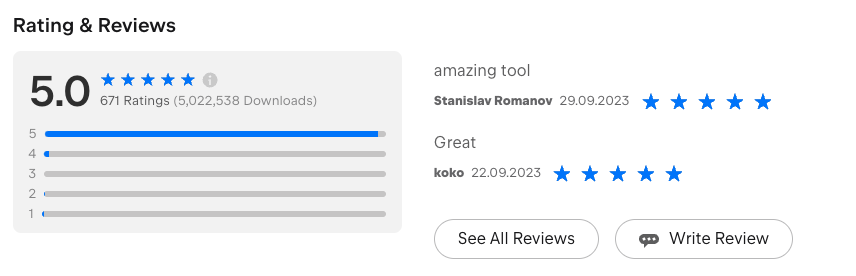 Rating & Reviews
5.0
671 Ratings (5,022,538 Downloads)
5
4
3
2
1
amazing tool
Stanislav Romanov 29.09.2023
Great
koko 22.09.2023
See All Reviews
Write Review